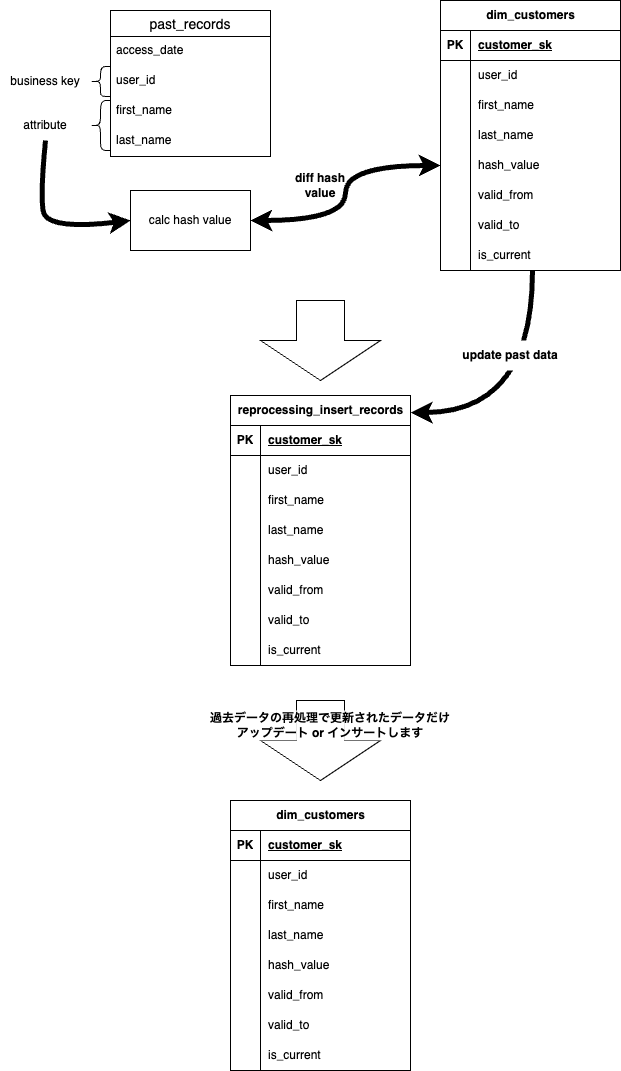 past_records
access_date
business key
user_id
attribute
first_name
last_name
calc hash value
diff hash
value
dim_customers
PK
customer_sk
user_id
first_name
last_name
hash_value
valid_from
valid_to
is_current
update past data
reprocessing_insert_records
PK
customer_sk
user_id
first_name
last_name
hash_value
valid_from
valid_to
is_current
過去データの再処理で更新されたデータだけ
アップデート or インサートします
dim_customers
PK
customer_sk
user_id
first_name
last_name
hash_value
valid_from
valid_to
is_current